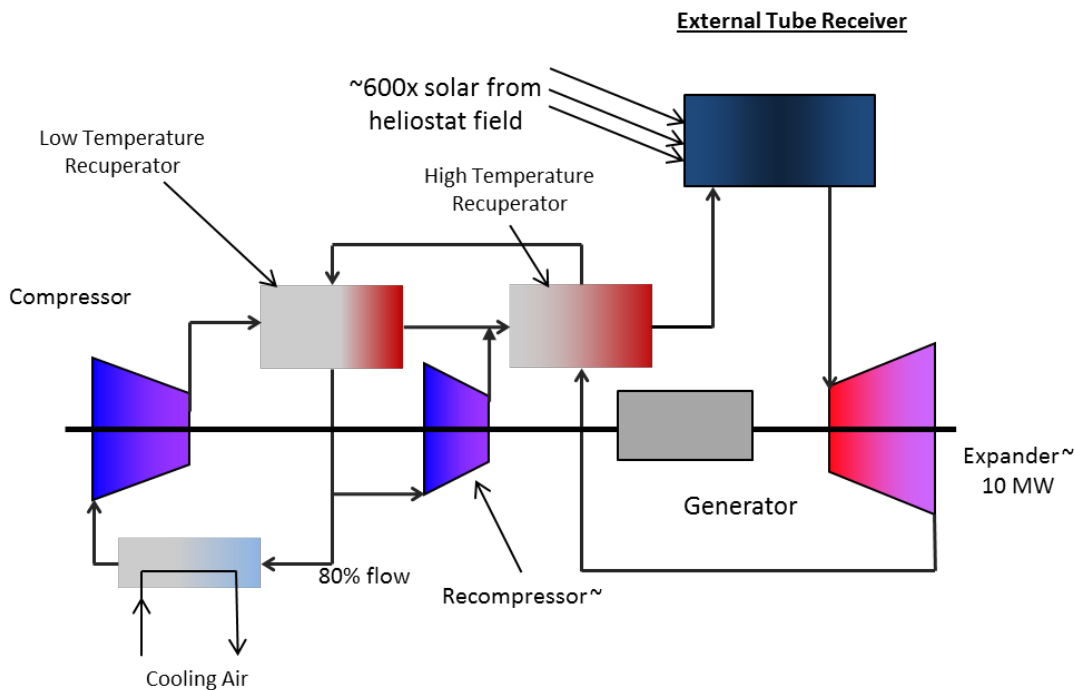 External Tube Receiver
~600x solar from
heliostat field
Low Temperature
Recuperator
High Temperature
Recuperator
Compressor
Expander~
10 MW
Generator
80% flow
Recompressor~
Cooling Air